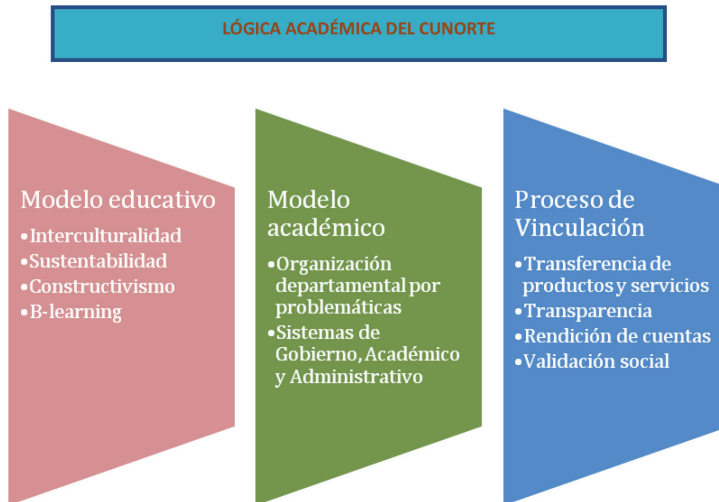 LÓGICA ACADÉMICA DEL CUNORTE
Modelo educativo
•Interculturalidad
•Sustentabilidad
•Constructivismo
•B-learning
Modelo
académico
•Organización
departamental por
problemáticas
•Sistemas de
Gobierno, Académico
y Administrativo
Proceso de
Vinculación
•Transferencia de
productos y servicios
•Transparencia
•Rendición de cuentas
•Validación social